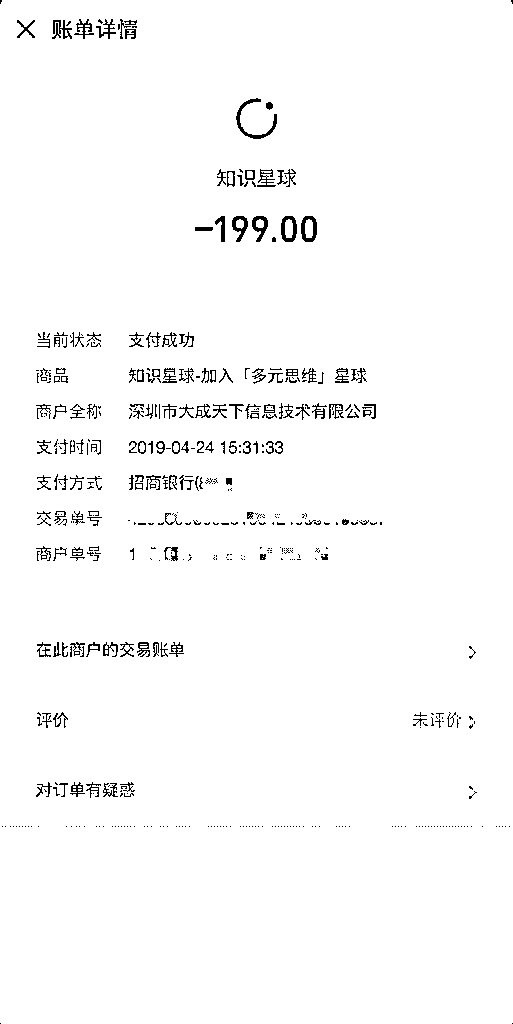 账单详情
知识星球
-199.00
当前状态 支付成功
商品 知识星球-加入「多元思维」星球
商户全称 深圳市大成天下信息技术有限公司
支付时间 2019-04-24 15:31:33
支付方式 招商银行(
交易单号
商户单号 1
在此商户的交易账单
评价 未评价
对订单有疑惑